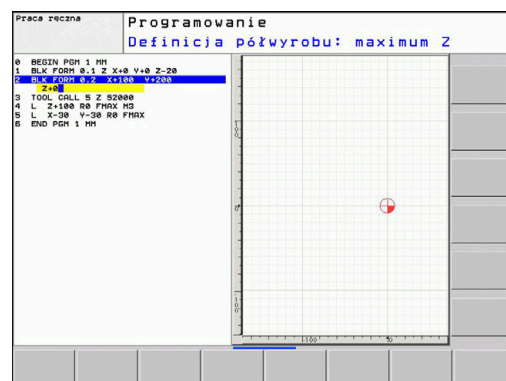 Praca ręczna
Programowanie
Definicja półwyrobu: maximum Z
0 BEGIN PGM 1 MM
1 BLK FORM 0.1 Z X+0 Y+0 Z-20
2 BLK FORM 0.2 X+100 Y+200
Z+0
3 TOOL CALL 5 Z S2000
4 L Z+100 R0 FMAX M3
5 L X-30 Y-30 R0 FMAX
6 END PGM 1 MM
-100